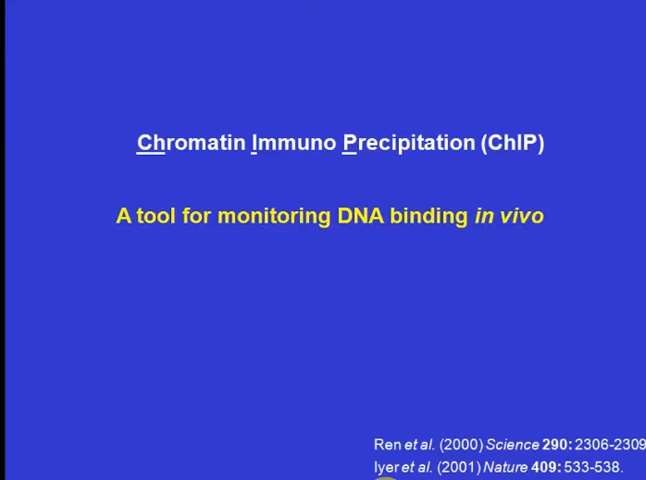 Chromatin Immuno Precipitation (ChIP)
A tool for monitoring DNA binding in vivo
Ren et al. (2000) Science 290: 2306-2309
Iyer et al. (2001) Nature 409: 533-538.